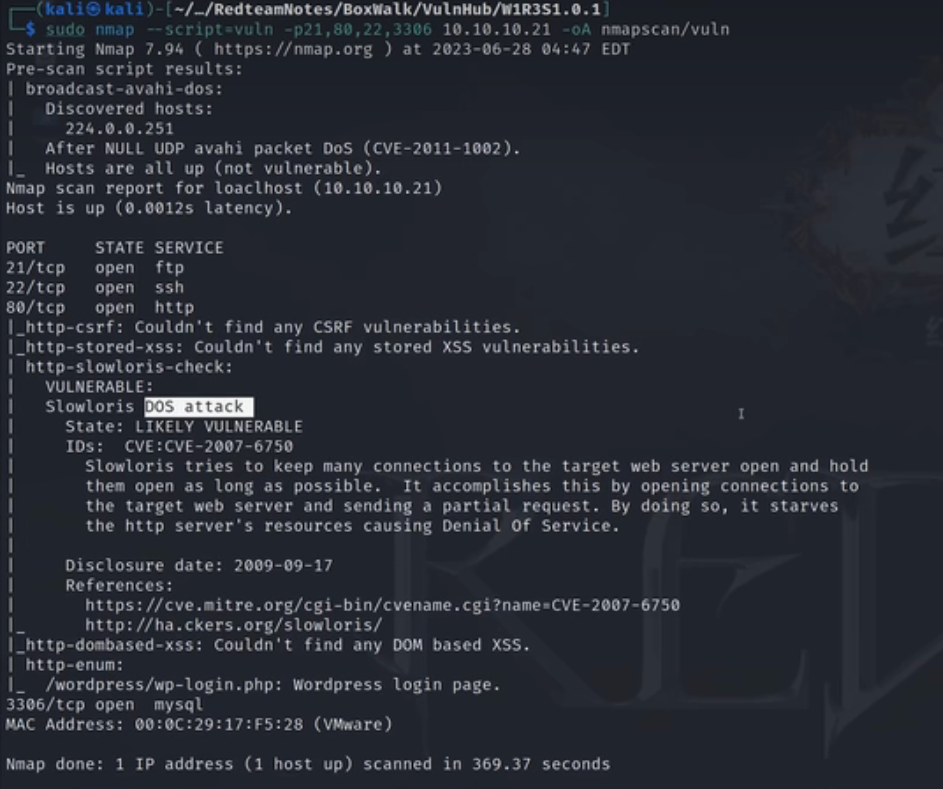 ┌──(kali㉿kali)-[~/…/RedteamNotes/BoxWalk/VulnHub/W1R3S1.0.1]
└─$ sudo nmap --script=vuln -p21,80,22,3306 10.10.10.21 -oA nmapscan/vuln
Starting Nmap 7.94 ( https://nmap.org ) at 2023-06-28 04:47 EDT
Pre-scan script results:
| broadcast-avahi-dos:
|   Discovered hosts:
|     224.0.0.251
|   After NULL UDP avahi packet DoS (CVE-2011-1002).
|_  Hosts are all up (not vulnerable).
Nmap scan report for loaclhost (10.10.10.21)
Host is up (0.0012s latency).
PORT     STATE SERVICE
21/tcp   open  ftp
22/tcp   open  ssh
80/tcp   open  http
|_http-csrf: Couldn't find any CSRF vulnerabilities.
|_http-stored-xss: Couldn't find any stored XSS vulnerabilities.
| http-slowloris-check:
|   VULNERABLE:
|   Slowloris DOS attack
|     State: LIKELY VULNERABLE
|     IDs:  CVE:CVE-2007-6750
|       Slowloris tries to keep many connections to the target web server open and hold
|       them open as long as possible.  It accomplishes this by opening connections to
|       the target web server and sending a partial request. By doing so, it starves
|       the http server's resources causing Denial Of Service.
|
|     Disclosure date: 2009-09-17
|     References:
|       https://cve.mitre.org/cgi-bin/cvename.cgi?name=CVE-2007-6750
|_      http://ha.ckers.org/slowloris/
|_http-dombased-xss: Couldn't find any DOM based XSS.
| http-enum:
|_  /wordpress/wp-login.php: Wordpress login page.
3306/tcp open  mysql
MAC Address: 00:0C:29:17:F5:28 (VMware)
Nmap done: 1 IP address (1 host up) scanned in 369.37 seconds